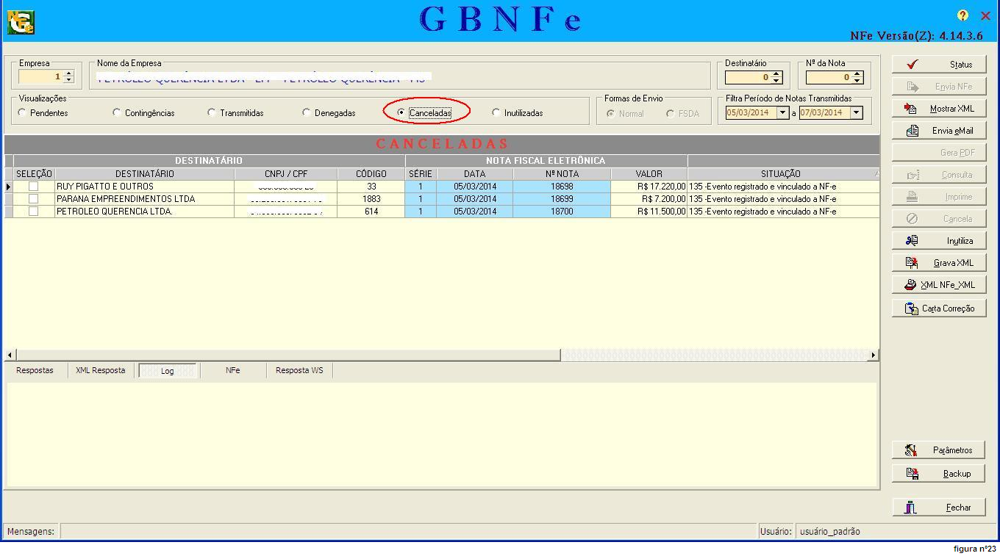 GBNFe
NFe Versão(Z): 4.14.3.6
Empresa
1
Nome da Empresa
Destinatário
0
Nº da Nota
0
Visualizações
Pendentes Contingências Transmitidas Denegadas Canceladas Inutilizadas
Formas de Envio
Normal FSDA
Filtra Período de Notas Transmitidas
05/03/2014 a 07/03/2014
CANCELADAS
DESTINATÁRIO NOTA FISCAL ELETRÔNICA
SELEÇÃO DESTINATÁRIO CNPJ / CPF CÓDIGO SÉRIE DATA Nº NOTA VALOR SITUAÇÃO
RUY PIGATTO E OUTROS 33 1 05/03/2014 18698 R$ 17.220,00 135 -Evento registrado e vinculado a NF-e
PARANA EMPREENDIMENTOS LTDA 1883 1 05/03/2014 18699 R$ 7.200,00 135 -Evento registrado e vinculado a NF-e
PETROLEO QUERENCIA LTDA. 614 1 05/03/2014 18700 R$ 11.500,00 135 -Evento registrado e vinculado a NF-e
Respostas XML Resposta Log NFe Resposta WS
Status
Envia NFe
Mostrar XML
Envia eMail
Gera PDF
Consulta
Imprime
Cancela
Inutiliza
Grava XML
XML NFe_XML
Carta Correção
Parâmetros
Backup
Fechar
Mensagens:
Usuário: usuário_padrão
figura nº23